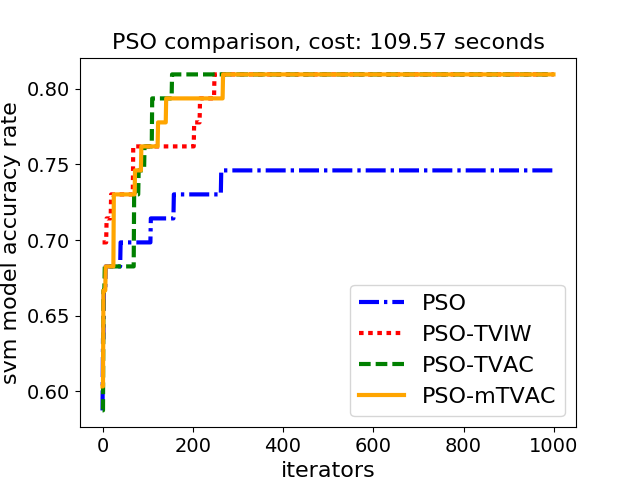 PSO comparison, cost: 109.57 seconds
svm model accuracy rate
0.80
0.75
0.70
0.65
0.60
PSO
PSO-TVIW
PSO-TVAC
PSO-mTVAC
0 200 400 600 800 1000
iterators